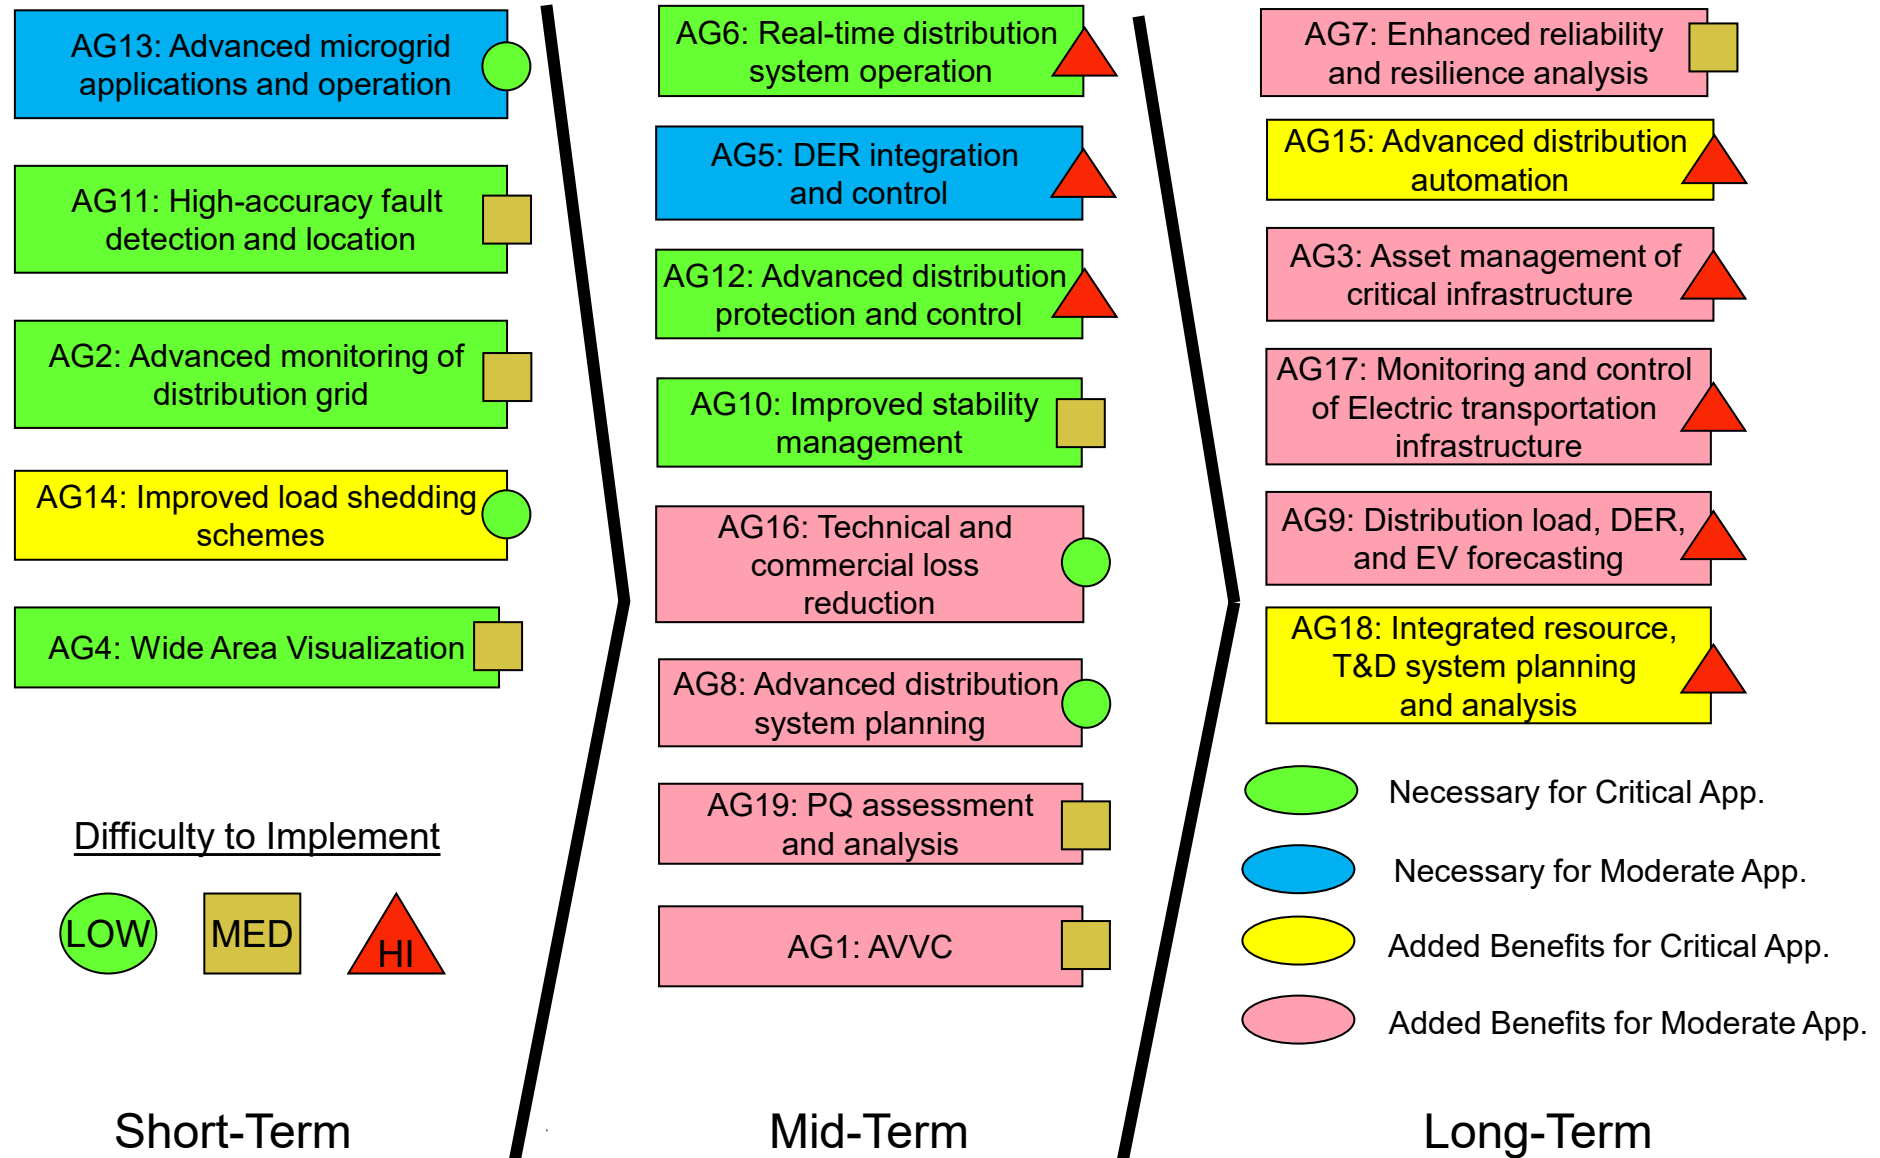 AG13: Advanced microgrid
applications and operation
AG11: High-accuracy fault
detection and location
AG2: Advanced monitoring of
distribution grid
AG14: Improved load shedding
schemes
AG4: Wide Area Visualization
Difficulty to Implement
LOW
MED
HI
Short-Term
AG6: Real-time distribution
system operation
AG5: DER integration
and control
AG12: Advanced distribution
protection and control
AG10: Improved stability
management
AG16: Technical and
commercial loss
reduction
AG8: Advanced distribution
system planning
AG19: PQ assessment
and analysis
AG1: AVVC
Mid-Term
AG7: Enhanced reliability
and resilience analysis
AG15: Advanced distribution
automation
AG3: Asset management of
critical infrastructure
AG17: Monitoring and control
of Electric transportation
infrastructure
AG9: Distribution load, DER,
and EV forecasting
AG18: Integrated resource,
T&D system planning
and analysis
Necessary for Critical App.
Necessary for Moderate App.
Added Benefits for Critical App.
Added Benefits for Moderate App.
Long-Term